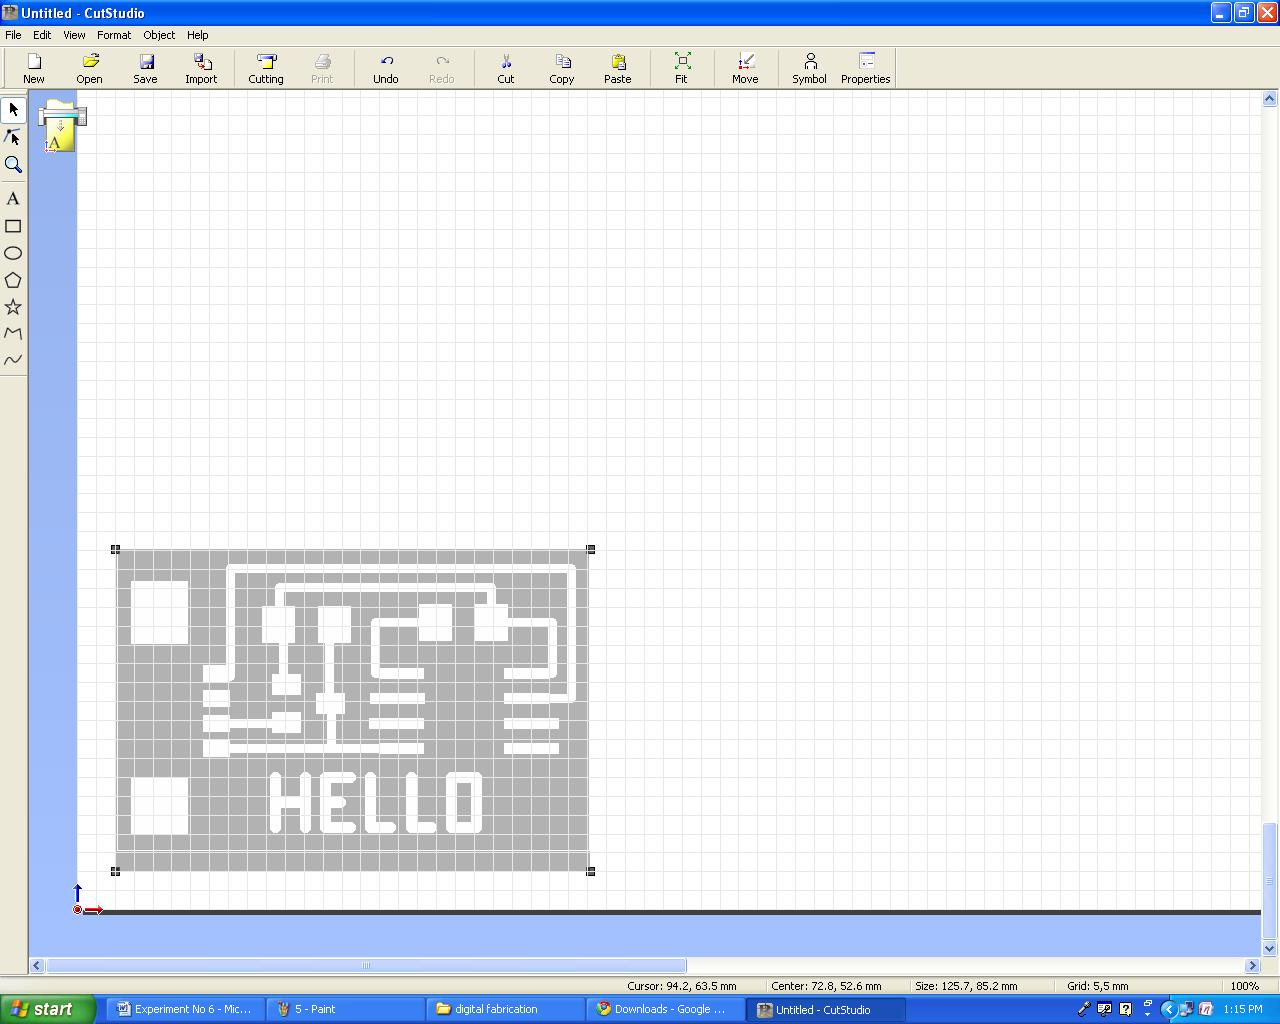 Untitled - CutStudio
File Edit View Format Object Help
New Open Save Import Cutting Print Undo Redo Cut Copy Paste Fit Move Symbol Properties
A
A
HELLO
Cursor: 94.2, 63.5 mm Center: 72.8, 52.6 mm Size: 125.7, 85.2 mm Grid: 5,5 mm 100%
start Experiment No 6 - Mic... 5 - Paint digital fabrication Downloads - Google ... Untitled - CutStudio 1:15 PM